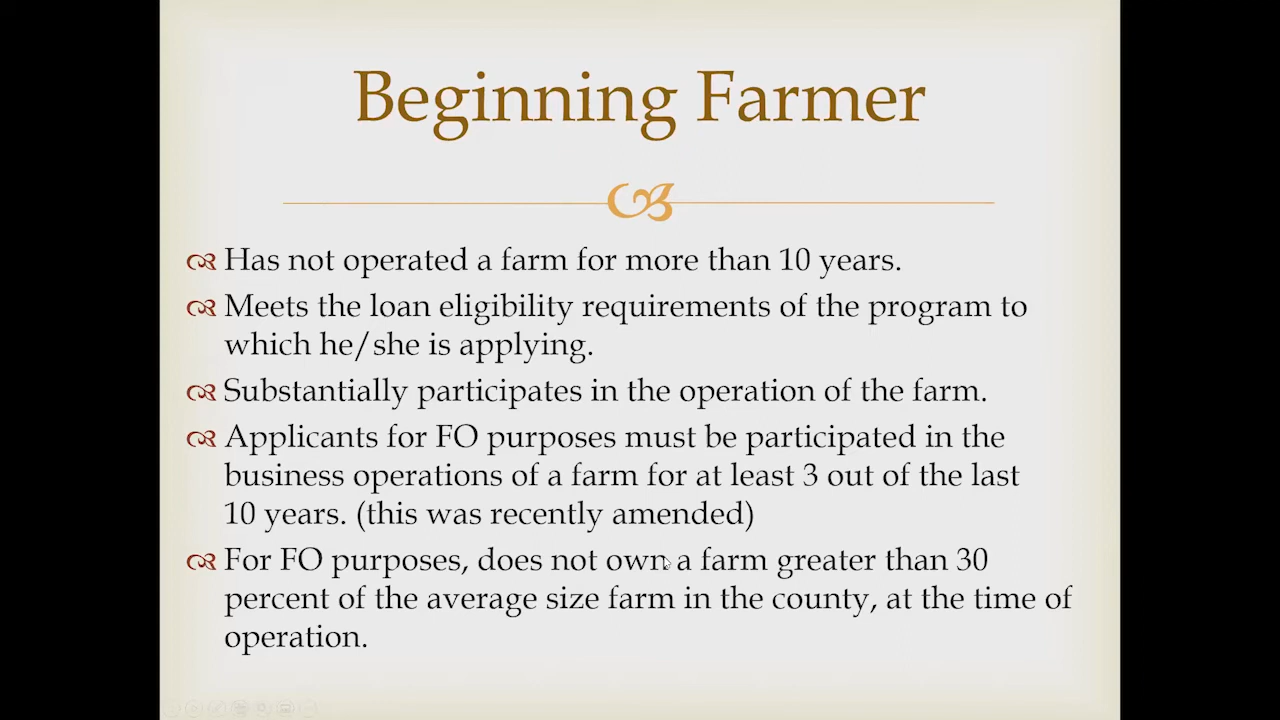 Beginning Farmer
Has not operated a farm for more than 10 years.
Meets the loan eligibility requirements of the program to
which he/she is applying.
Substantially participates in the operation of the farm.
Applicants for FO purposes must be participated in the
business operations of a farm for at least 3 out of the last
10 years. (this was recently amended)
For FO purposes, does not own a farm greater than 30
percent of the average size farm in the county, at the time of
operation.